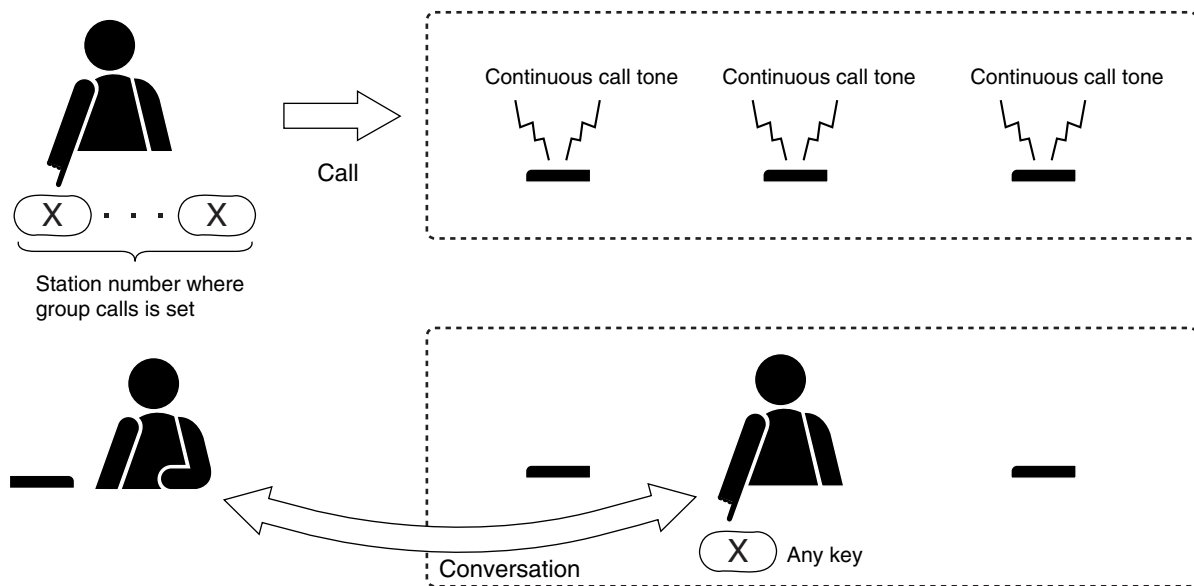 Continuous call tone
Continuous call tone
Continuous call tone
Call
X . . . X
Station number where
group calls is set
X Any key
Conversation